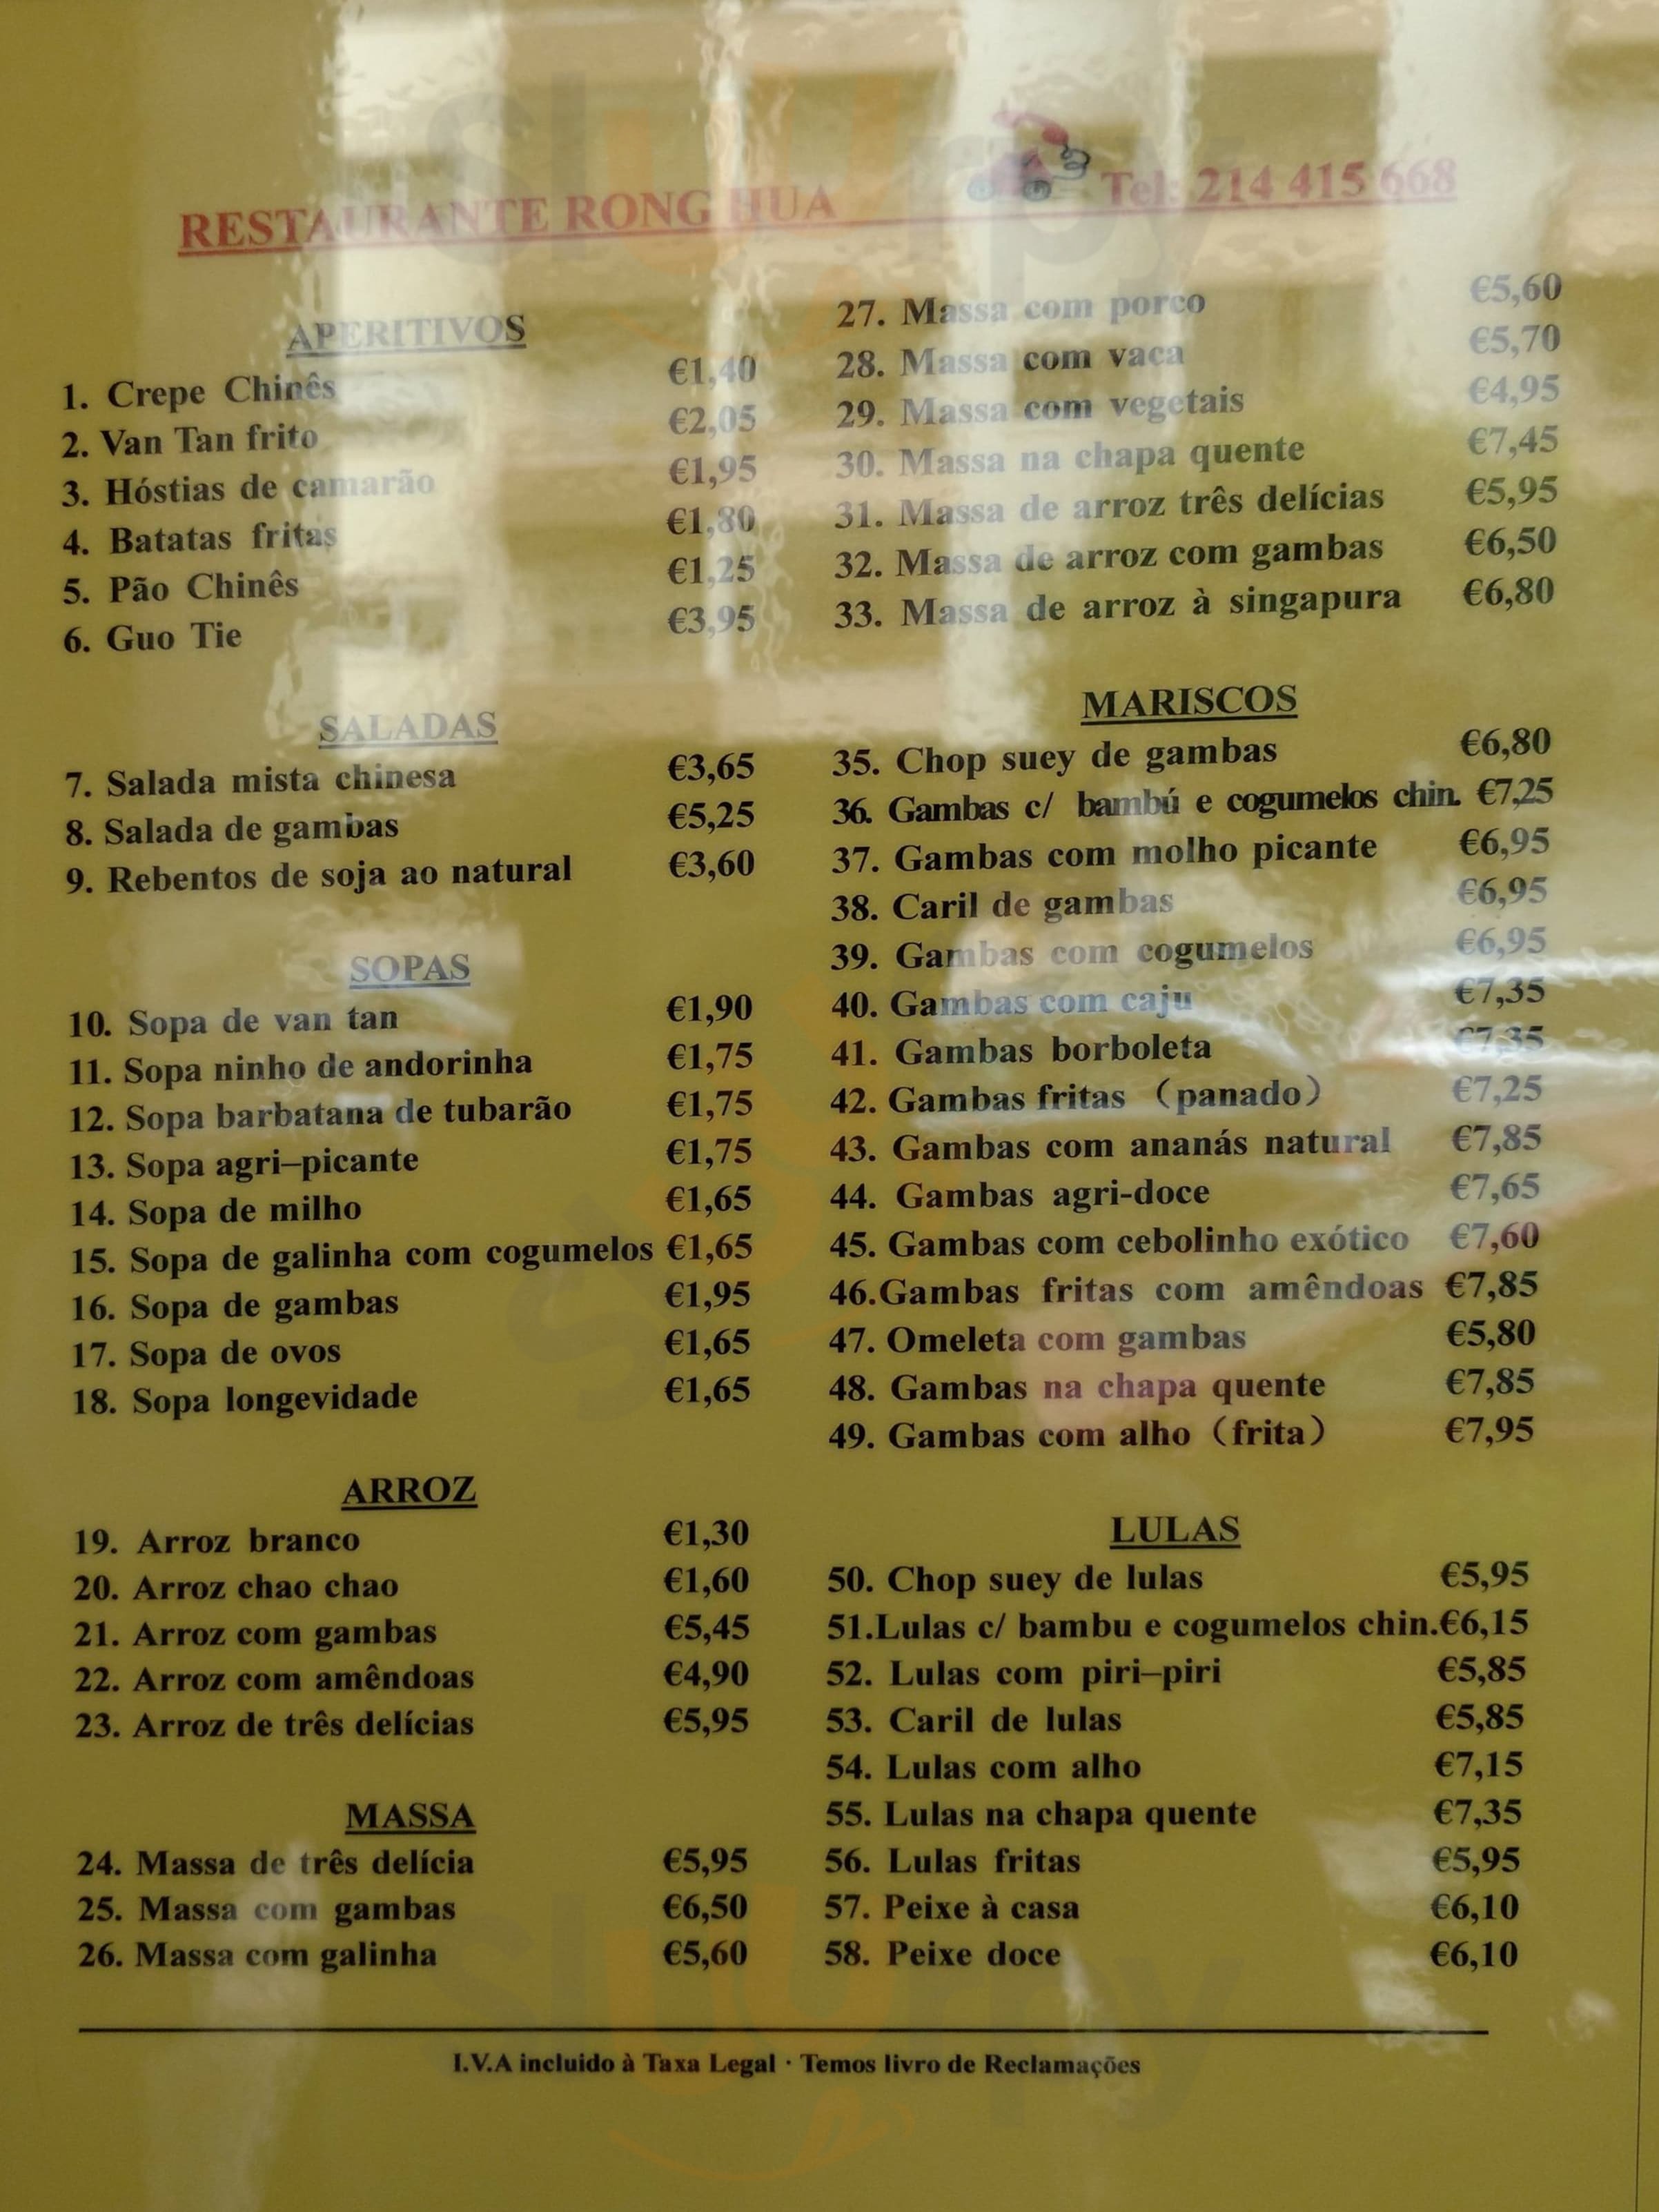 RESTAURANTE RONG HUA Tel: 214 415 668
APERITIVOS
1. Crepe Chinês €1,40
2. Van Tan frito €2,05
3. Hóstias de camarão €1,95
4. Batatas fritas €1,80
5. Pão Chinês €1,25
6. Guo Tie €3,95
SALADAS
7. Salada mista chinesa €3,65
8. Salada de gambas €5,25
9. Rebentos de soja ao natural €3,60
SOPAS
10. Sopa de van tan €1,90
11. Sopa ninho de andorinha €1,75
12. Sopa barbatana de tubarão €1,75
13. Sopa agri–picante €1,75
14. Sopa de milho €1,65
15. Sopa de galinha com cogumelos €1,65
16. Sopa de gambas €1,95
17. Sopa de ovos €1,65
18. Sopa longevidade €1,65
ARROZ
19. Arroz branco €1,30
20. Arroz chao chao €1,60
21. Arroz com gambas €5,45
22. Arroz com amêndoas €4,90
23. Arroz de três delícias €5,95
MASSA
24. Massa de três delícia €5,95
25. Massa com gambas €6,50
26. Massa com galinha €5,60
27. Massa com porco €5,60
28. Massa com vaca €5,70
29. Massa com vegetais €4,95
30. Massa na chapa quente €7,45
31. Massa de arroz três delícias €5,95
32. Massa de arroz com gambas €6,50
33. Massa de arroz à singapura €6,80
MARISCOS
35. Chop suey de gambas €6,80
36. Gambas c/ bambú e cogumelos chin. €7,25
37. Gambas com molho picante €6,95
38. Caril de gambas €6,95
39. Gambas com cogumelos €6,95
40. Gambas com caju €7,35
41. Gambas borboleta €7,35
42. Gambas fritas (panado) €7,25
43. Gambas com ananás natural €7,85
44. Gambas agri-doce €7,65
45. Gambas com cebolinho exótico €7,60
46.Gambas fritas com amêndoas €7,85
47. Omeleta com gambas €5,80
48. Gambas na chapa quente €7,85
49. Gambas com alho (frita) €7,95
LULAS
50. Chop suey de lulas €5,95
51.Lulas c/ bambu e cogumelos chin.€6,15
52. Lulas com piri–piri €5,85
53. Caril de lulas €5,85
54. Lulas com alho €7,15
55. Lulas na chapa quente €7,35
56. Lulas fritas €5,95
57. Peixe à casa €6,10
58. Peixe doce €6,10
I.V.A incluido à Taxa Legal · Temos livro de Reclamações
sluurpy
sluurpy